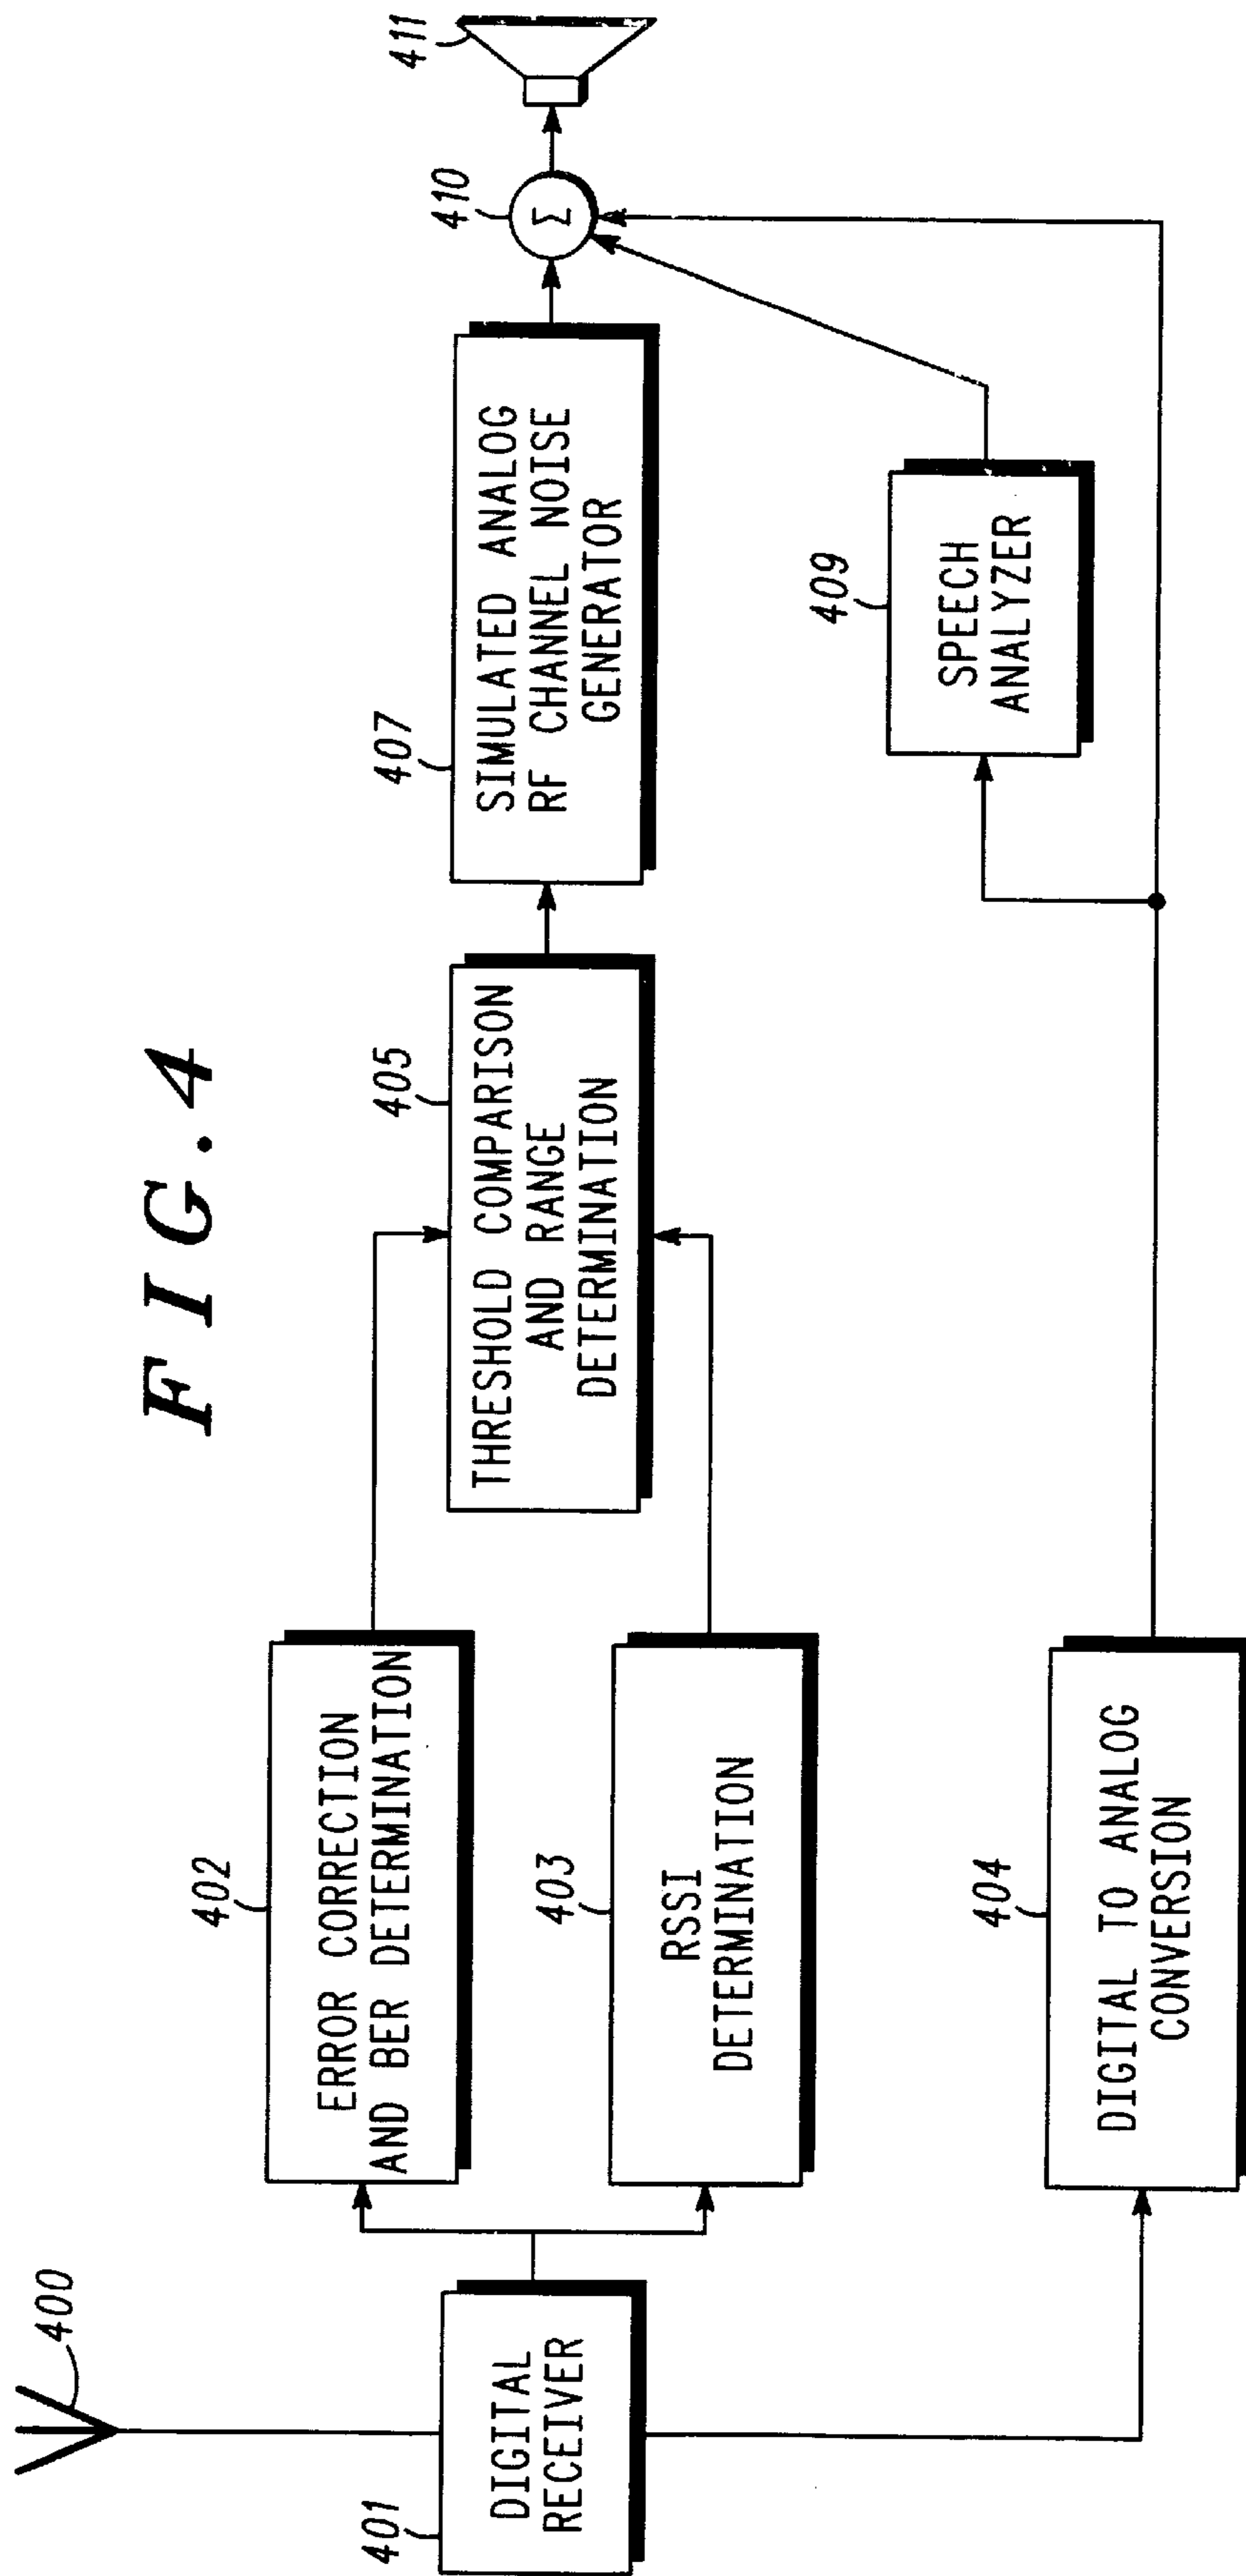 FIG.4
400
401
DIGITAL
RECEIVER
402
ERROR CORRECTION
AND BER DETERMINATION
403
RSSI
DETERMINATION
404
DIGITAL TO ANALOG
CONVERSION
405
THRESHOLD COMPARISON
AND RANGE
DETERMINATION
407
SIMULATED ANALOG
RF CHANNEL NOISE
GENERATOR
409
SPEECH
ANALYZER
410
Σ
411